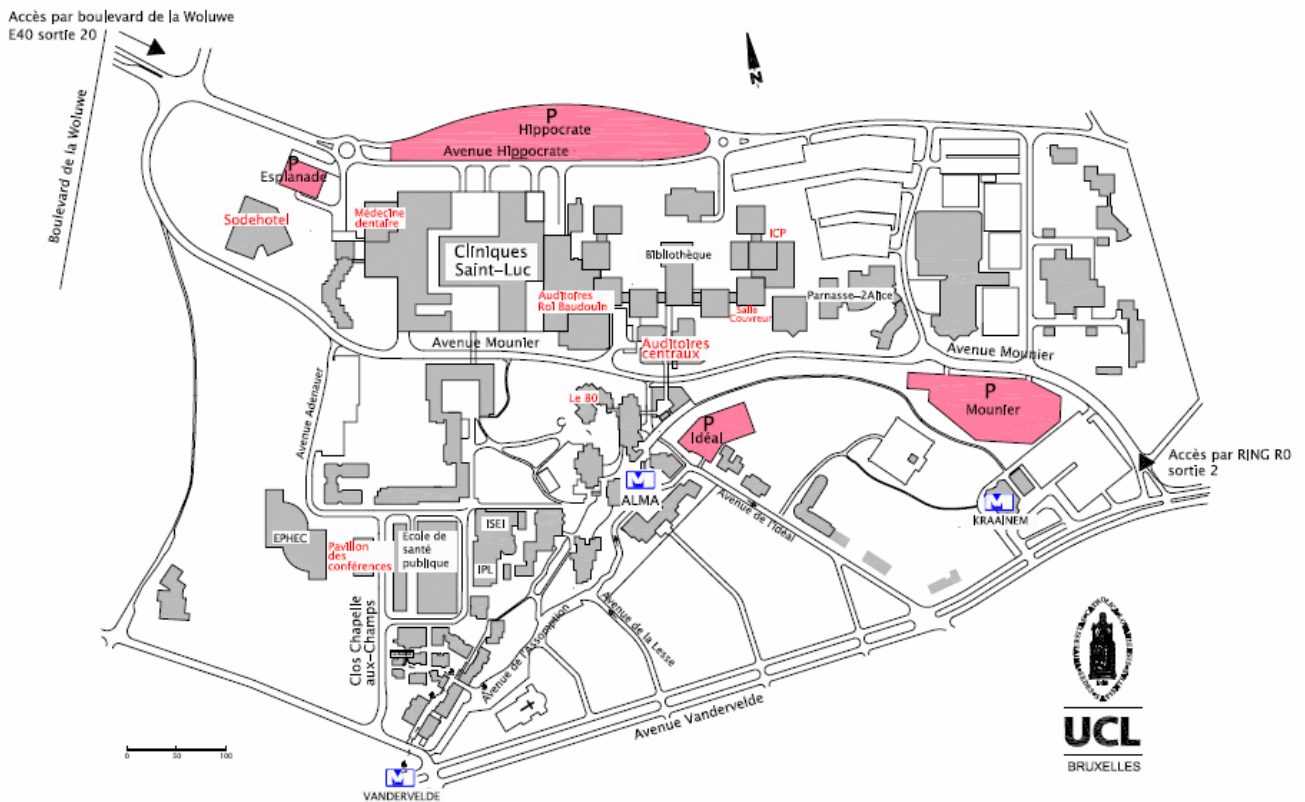 Accès par boulevard de la Woluwe
E40 sortie 20
Boulevard de la Woluwe
N
P
Hippocrate
Avenue Hippocrate
P
Esplanade
Sodehotel
Médecine
dentaire
Cliniques
Saint-Luc
Bibliothèque
ICP
Auditoires
Roi Baudouin
Salle
Couvreur
Parnasse-2Alice
Avenue Mounier
Auditoires
centraux
Avenue Mounier
Avenue Adenauer
Le 80
P
Idéal
P
Mounier
Accès par RING R0
sortie 2
M
ALMA
M
KRAAINEM
Avenue de l'Idéal
EPHEC
Pavillon
des
conférences
Ecole de
santé
publique
ISEI
IPL
Clos Chapelle
aux-Champs
Avenue de l'Assomption
Avenue de la Lesse
Avenue Vandervelde
0 50 100
M
VANDERVELDE
UCL
BRUXELLES